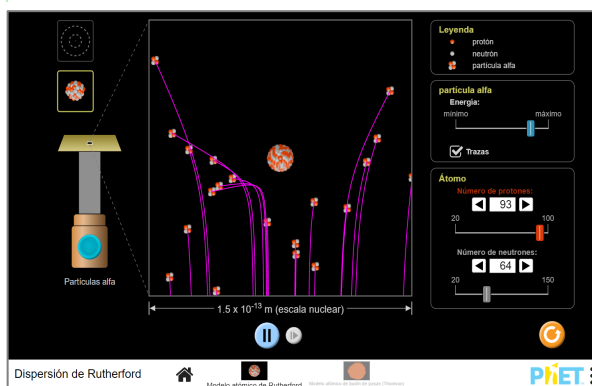 Leyenda
protón
neutrón
partícula alfa
partícula alfa
Energía:
mínimo máximo
Trazas
Átomo
Número de protones:
93
20 100
Número de neutrones:
64
20 150
Partículas alfa
1.5 x 10⁻¹³ m (escala nuclear)
Dispersión de Rutherford
Modelo atómico de Rutherford
PhET